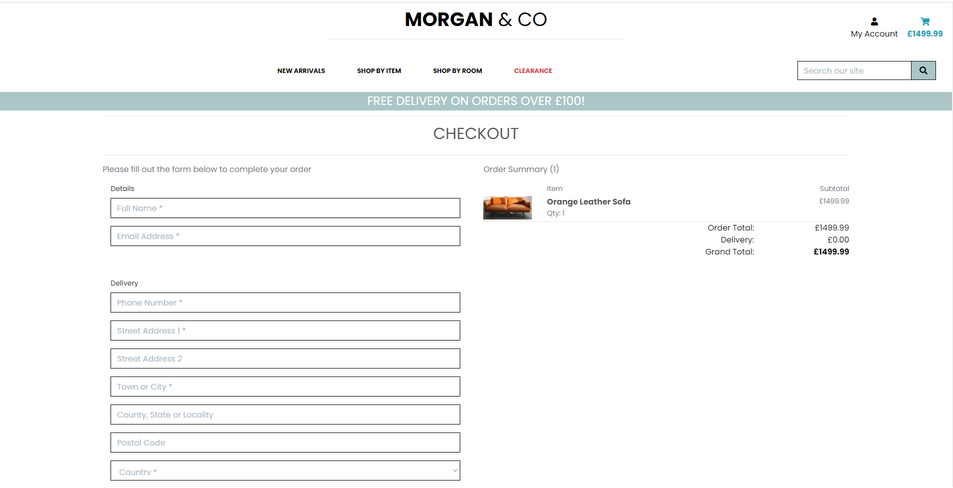 MORGAN & CO
My Account
£1499.99
NEW ARRIVALS
SHOP BY ITEM
SHOP BY ROOM
CLEARANCE
Search our site
FREE DELIVERY ON ORDERS OVER £100!
CHECKOUT
Please fill out the form below to complete your order
Details
Full Name *
Email Address *
Delivery
Phone Number *
Street Address 1 *
Street Address 2
Town or City *
County, State or Locality
Postal Code
Country *
Order Summary (1)
Item Subtotal
Orange Leather Sofa £1499.99
Qty: 1
Order Total: £1499.99
Delivery: £0.00
Grand Total: £1499.99